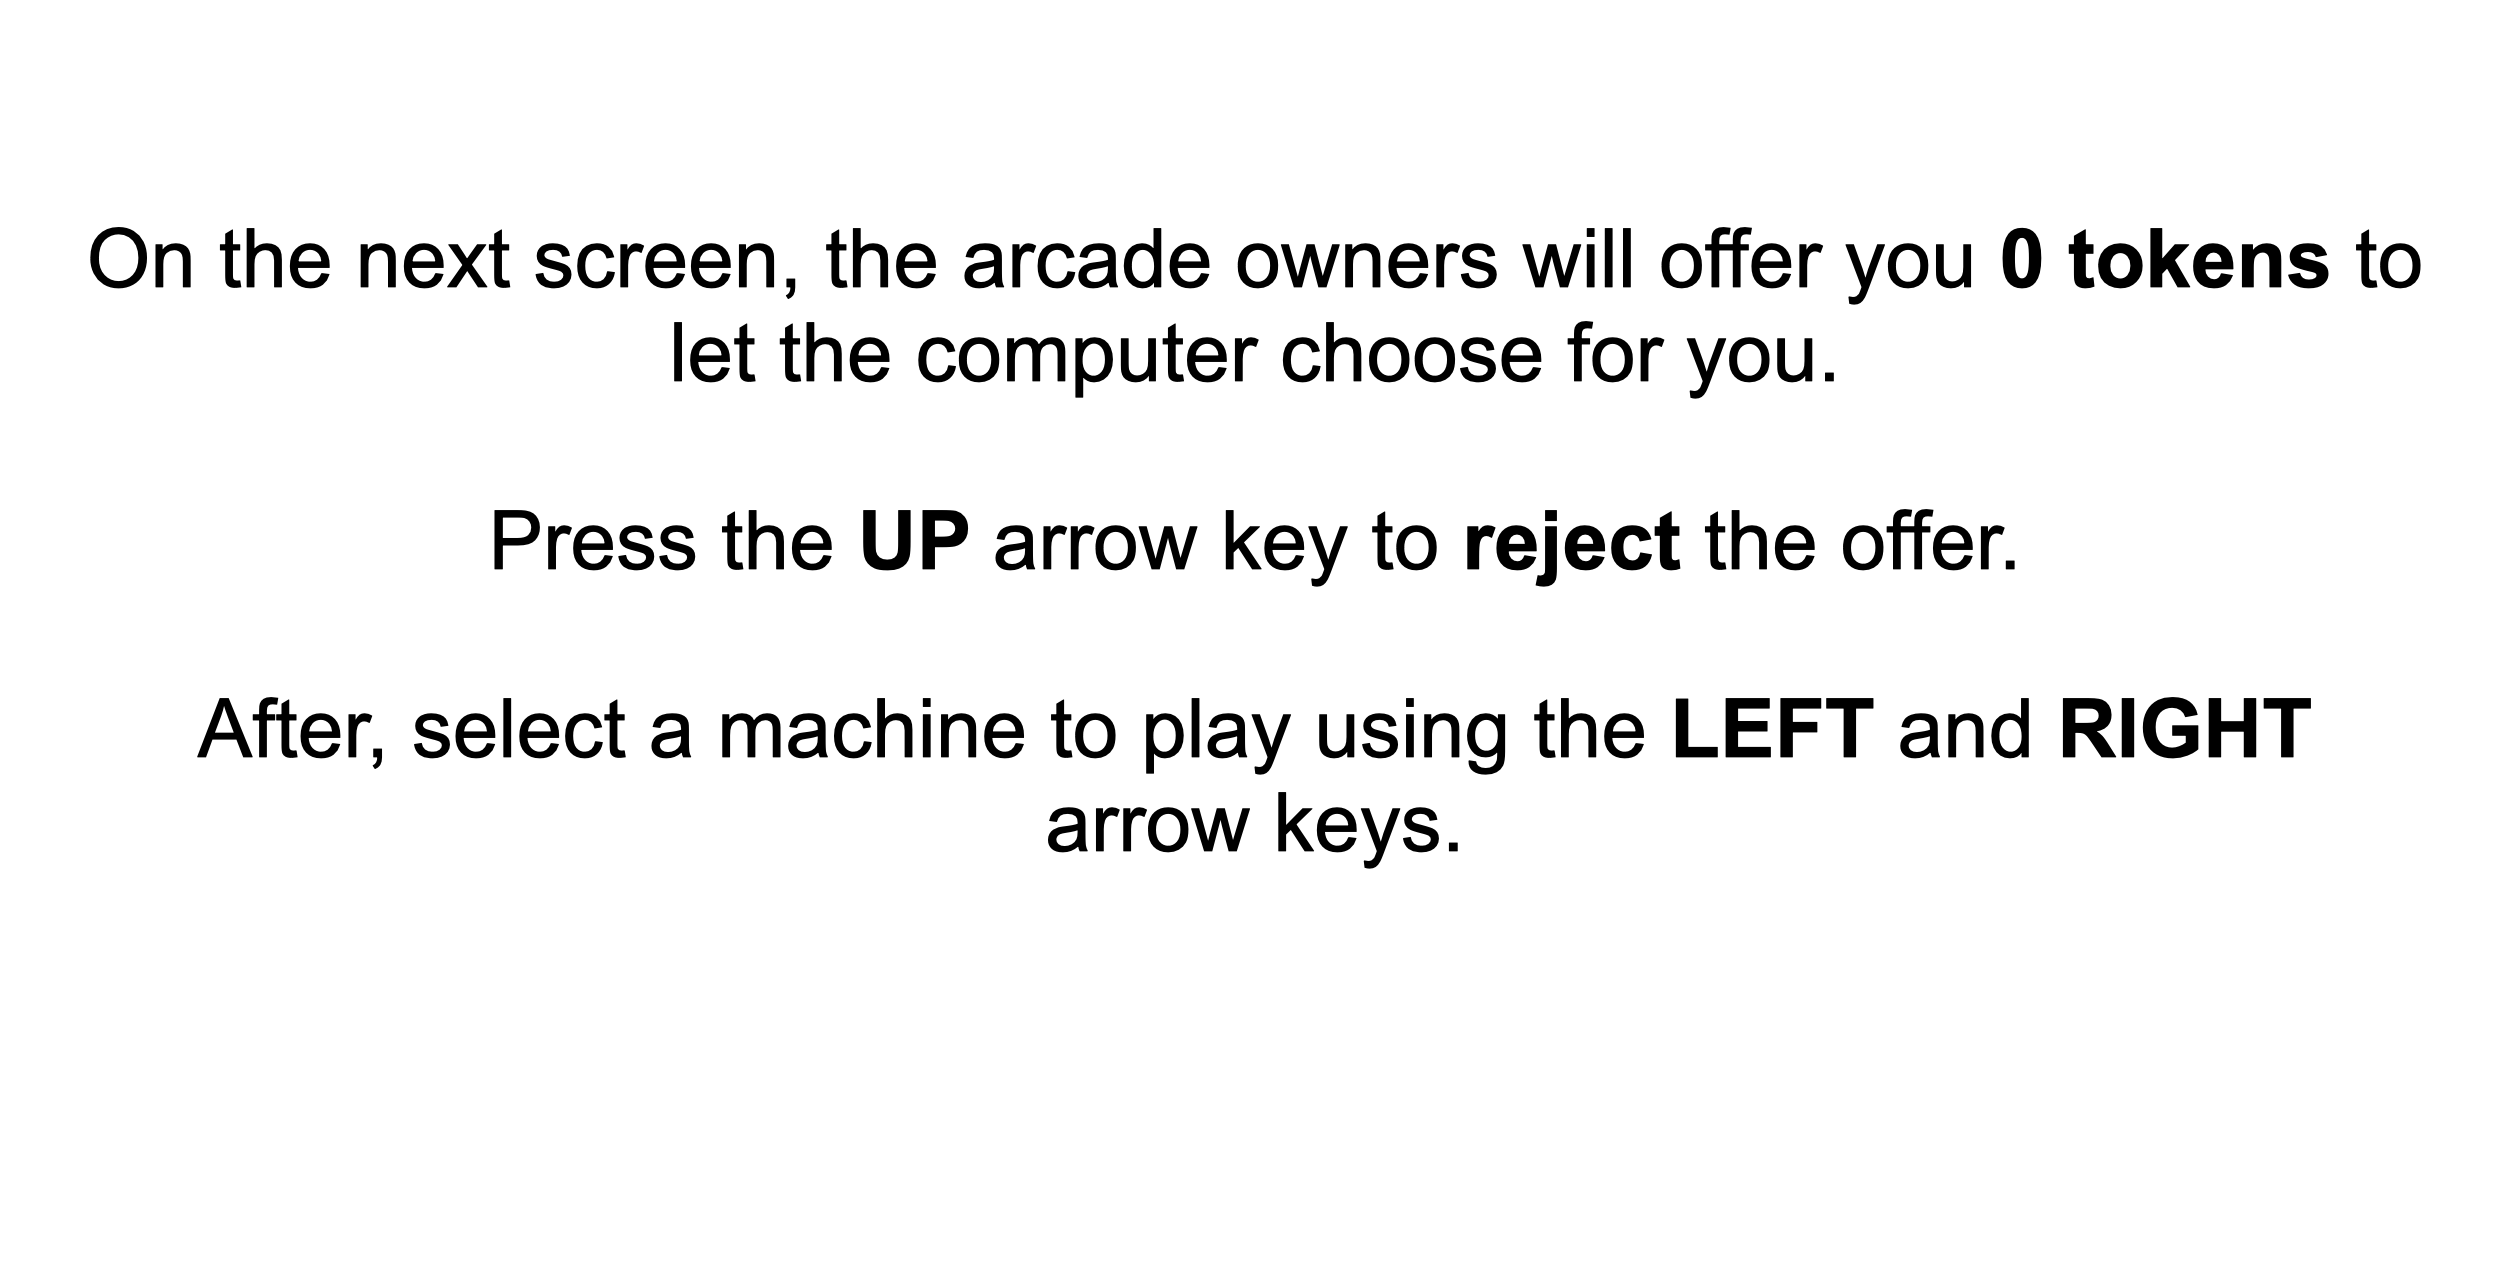 On the next screen, the arcade owners will offer you 0 tokens to
let the computer choose for you.
Press the UP arrow key to reject the offer.
After, select a machine to play using the LEFT and RIGHT
arrow keys.